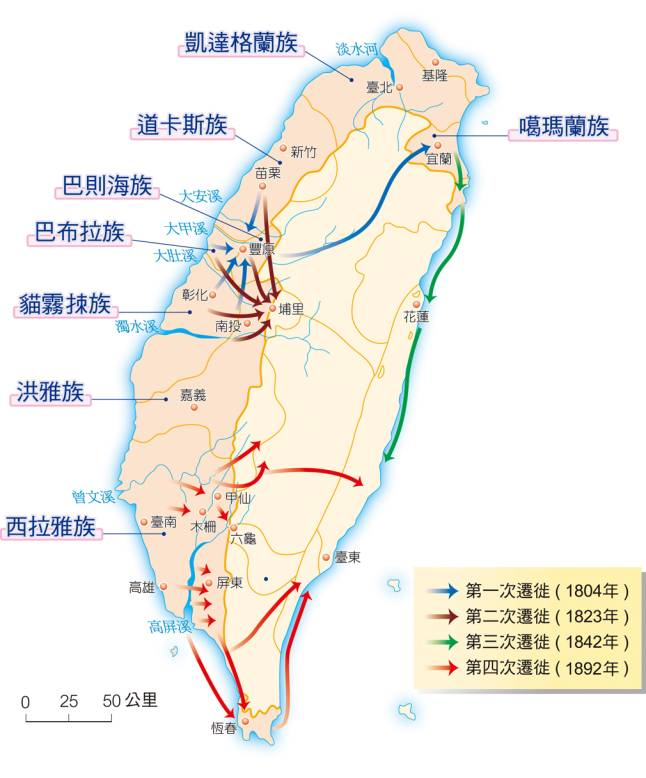 凱達格蘭族
淡水河
基隆
臺北
道卡斯族
噶瑪蘭族
新竹
宜蘭
苗栗
巴則海族
大安溪
巴布拉族
大甲溪
豐原
大肚溪
貓霧捒族
彰化
埔里
南投
花蓮
濁水溪
洪雅族
嘉義
曾文溪
甲仙
西拉雅族
臺南
木柵
六龜
臺東
高雄
屏東
高屏溪
恆春
第一次遷徙(1804年)
第二次遷徙(1823年)
第三次遷徙(1842年)
第四次遷徙(1892年)
0 25 50 公里